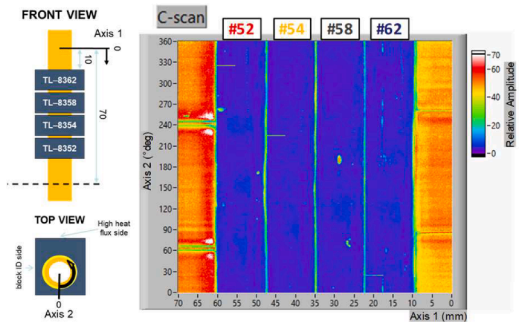 FRONT VIEW
Axis 1
0
10
TL-8362
TL-8358
TL-8354
TL-8352
70
TOP VIEW
High heat
flux side
block ID side
0
Axis 2
C-scan
#52 #54 #58 #62
360
330
300
270
240
210
180
150
120
90
60
30
0
Axis 2 (°deg)
70 65 60 55 50 45 40 35 30 25 20 15 10 5 0
Axis 1 (mm)
70
60
40
20
0
Relative Amplitude